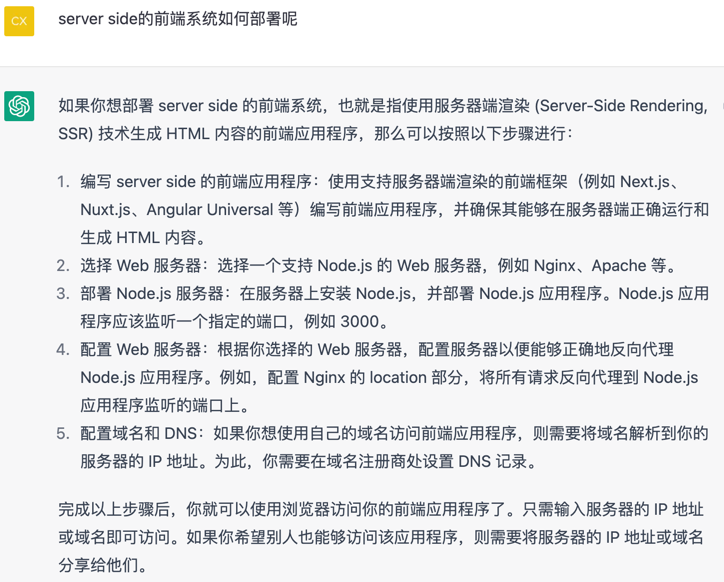 CX
server side的前端系统如何部署呢
如果你想部署 server side 的前端系统，也就是指使用服务器端渲染 (Server-Side Rendering,
SSR) 技术生成 HTML 内容的前端应用程序，那么可以按照以下步骤进行：
1. 编写 server side 的前端应用程序：使用支持服务器端渲染的前端框架（例如 Next.js、
Nuxt.js、Angular Universal 等）编写前端应用程序，并确保其能够在服务器端正确运行和
生成 HTML 内容。
2. 选择 Web 服务器：选择一个支持 Node.js 的 Web 服务器，例如 Nginx、Apache 等。
3. 部署 Node.js 服务器：在服务器上安装 Node.js，并部署 Node.js 应用程序。Node.js 应用
程序应该监听一个指定的端口，例如 3000。
4. 配置 Web 服务器：根据你选择的 Web 服务器，配置服务器以便能够正确地反向代理
Node.js 应用程序。例如，配置 Nginx 的 location 部分，将所有请求反向代理到 Node.js
应用程序监听的端口上。
5. 配置域名和 DNS：如果你想使用自己的域名访问前端应用程序，则需要将域名解析到你的
服务器的 IP 地址。为此，你需要在域名注册商处设置 DNS 记录。
完成以上步骤后，你就可以使用浏览器访问你的前端应用程序了。只需输入服务器的 IP 地址
或域名即可访问。如果你希望别人也能够访问该应用程序，则需要将服务器的 IP 地址或域名
分享给他们。